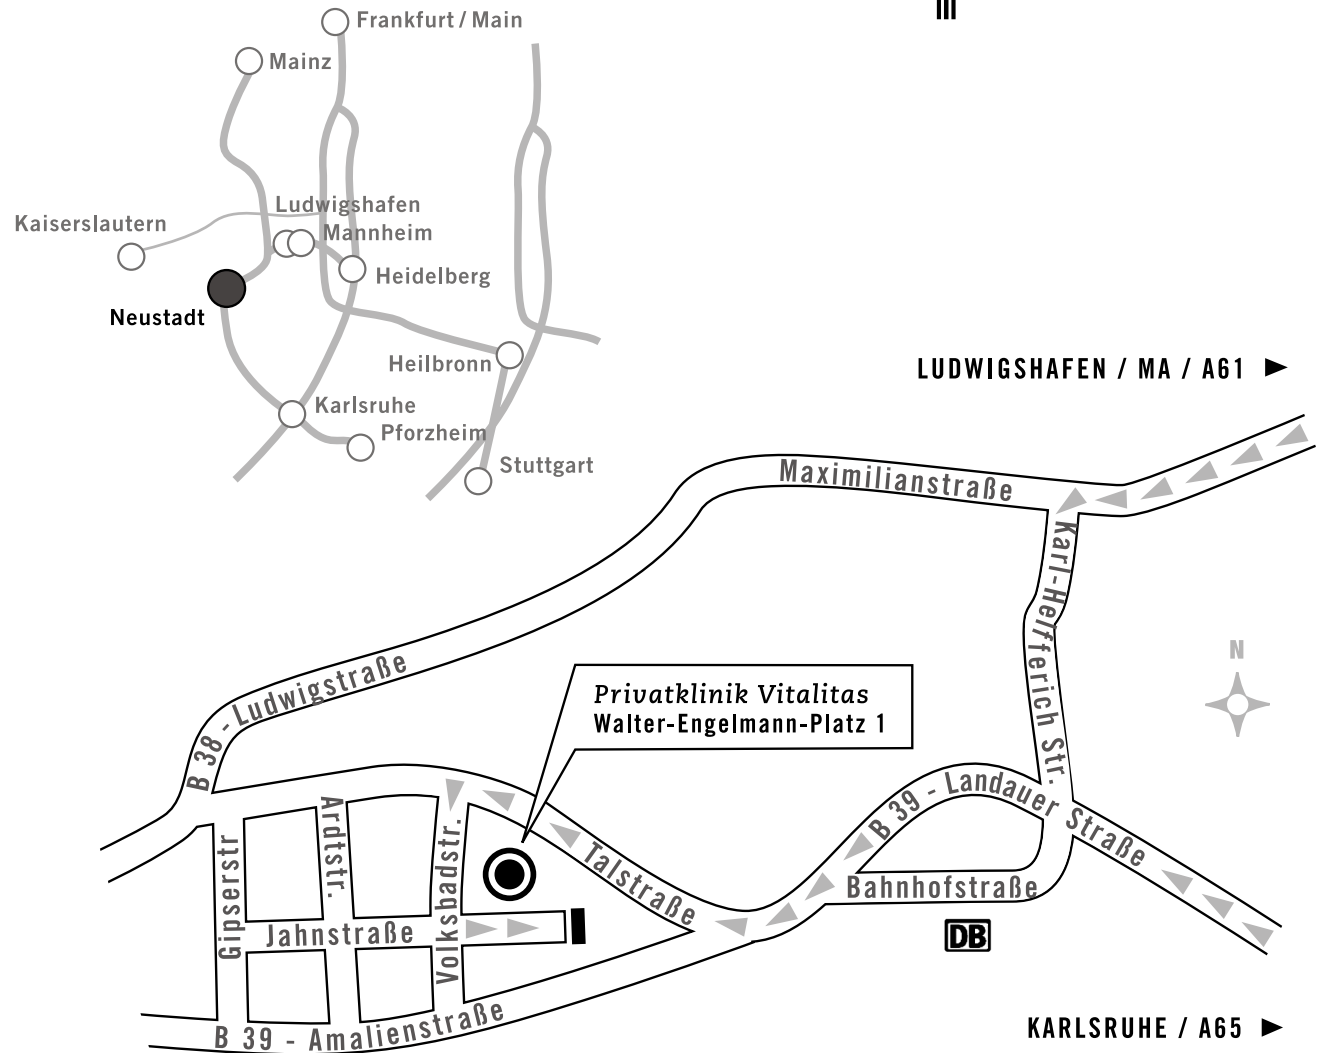 Frankfurt / Main
Mainz
Ludwigshafen
Kaiserslautern
Mannheim
Heidelberg
Neustadt
Heilbronn
Karlsruhe
Pforzheim
Stuttgart
LUDWIGSHAFEN / MA / A61
Maximilianstraße
Karl-Helfferich Str.
N
B 38 - Ludwigstraße
Privatklinik Vitalitas
Walter-Engelmann-Platz 1
B 39 - Landauer Straße
Ardtstr.
Gipserstr
Volksbadstr.
Talstraße
Bahnhofstraße
Jahnstraße
DB
B 39 - Amalienstraße
KARLSRUHE / A65